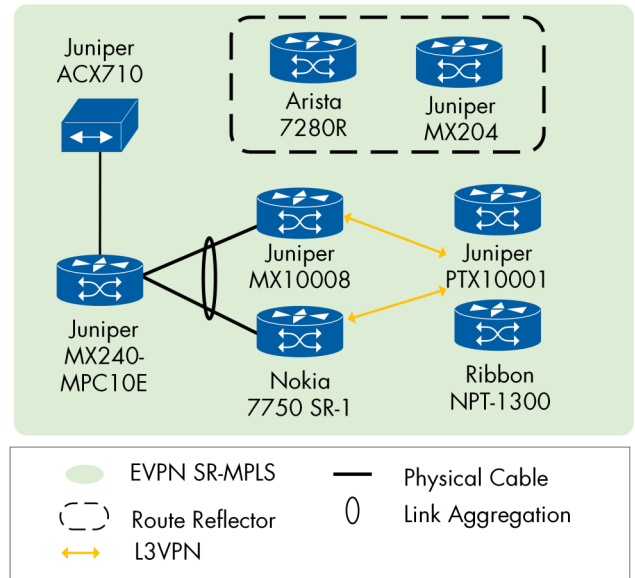 Juniper
ACX710
Arista
7280R
Juniper
MX204
Juniper
MX10008
Juniper
PTX10001
Juniper
MX240-
MPC10E
Nokia
7750 SR-1
Ribbon
NPT-1300
EVPN SR-MPLS
Physical Cable
Route Reflector
Link Aggregation
L3VPN